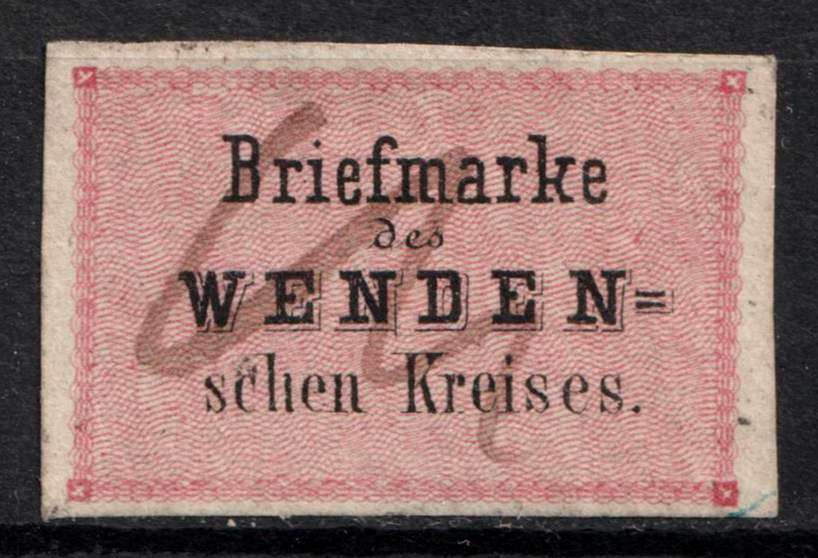 Briefmarke
des
WENDEN=
schen Kreises.